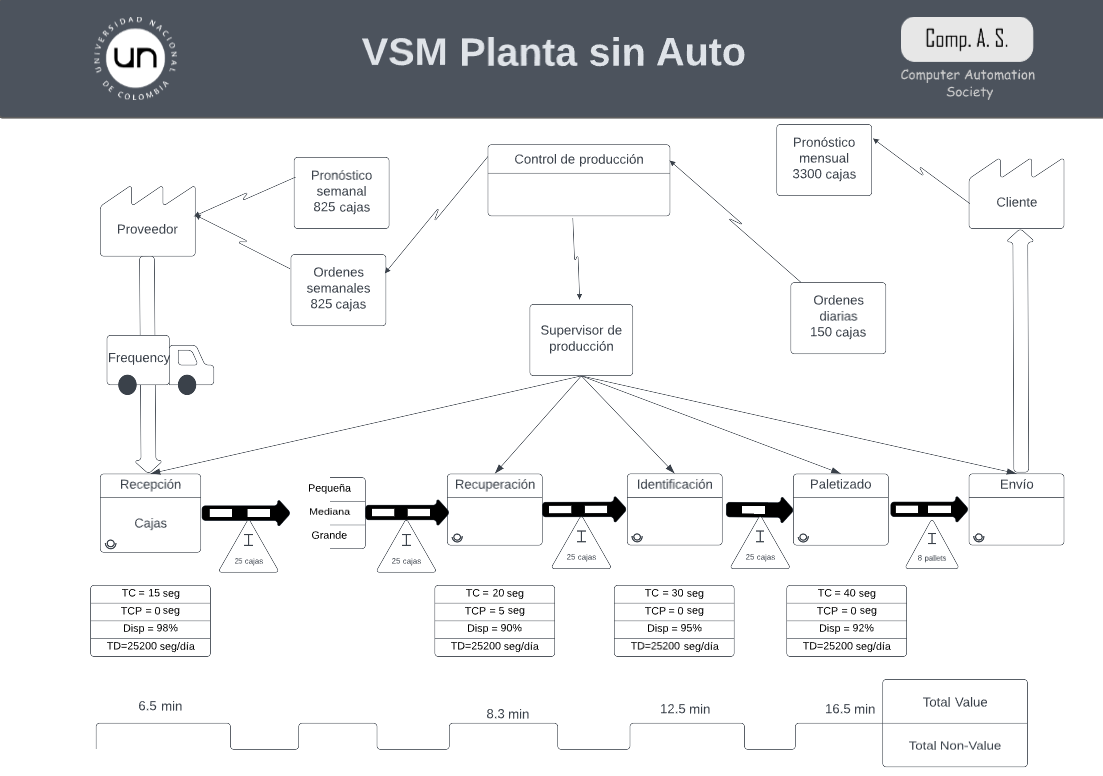 UNIVERSIDAD NACIONAL
DE COLOMBIA
un
VSM Planta sin Auto
Comp. A. S.
Computer Automation
Society
Pronóstico
semanal
825 cajas
Control de producción
Pronóstico
mensual
3300 cajas
Proveedor
Cliente
Ordenes
semanales
825 cajas
Ordenes
diarias
150 cajas
Supervisor de
producción
Frequency
Recepción
Cajas
Pequeña
Mediana
Grande
Recuperación
Identificación
Paletizado
Envío
I
25 cajas
I
25 cajas
I
25 cajas
I
25 cajas
I
8 pallets
TC = 15 seg
TCP = 0 seg
Disp = 98%
TD=25200 seg/día
TC = 20 seg
TCP = 5 seg
Disp = 90%
TD=25200 seg/día
TC = 30 seg
TCP = 0 seg
Disp = 95%
TD=25200 seg/día
TC = 40 seg
TCP = 0 seg
Disp = 92%
TD=25200 seg/día
6.5 min
8.3 min
12.5 min
16.5 min
Total Value
Total Non-Value